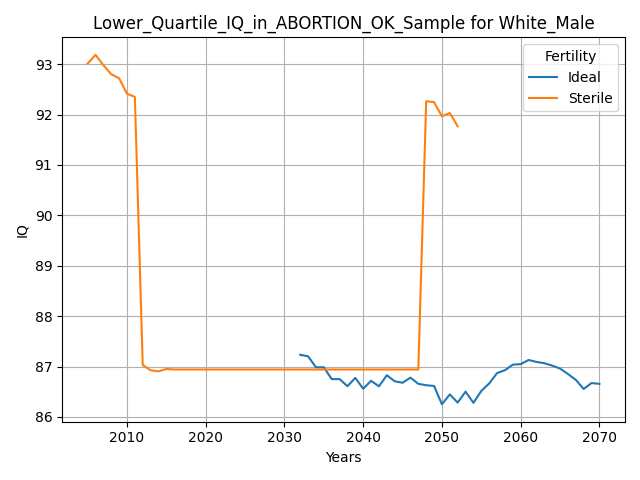 Lower_Quartile_IQ_in_ABORTION_OK_Sample for White_Male
Fertility
Ideal
Sterile
IQ
93
92
91
90
89
88
87
86
2010
2020
2030
2040
2050
2060
2070
Years